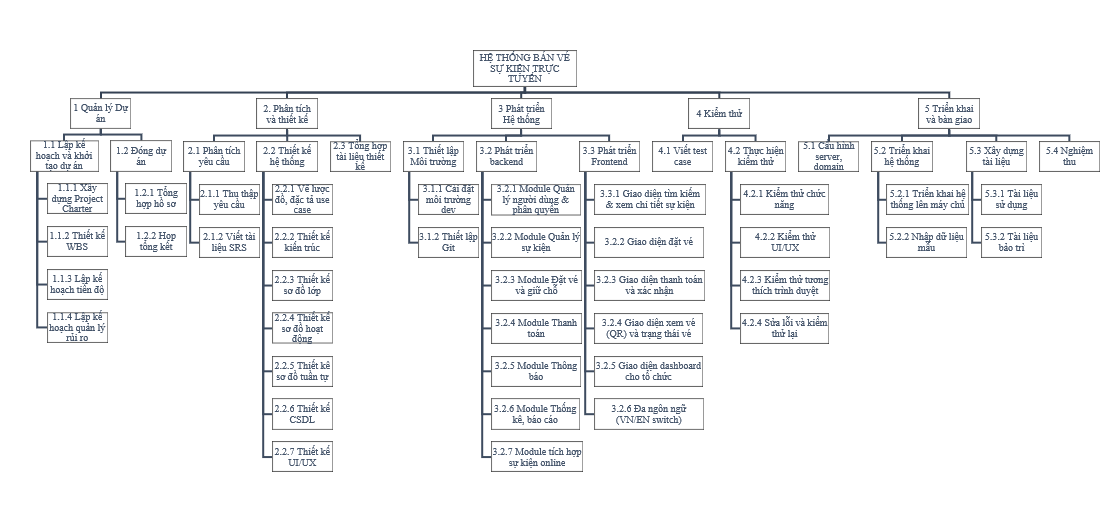 HỆ THỐNG BÁN VÉ
SỰ KIỆN TRỰC
TUYẾN
1 Quản lý Dự
án
2. Phân tích
và thiết kế
3 Phát triển
Hệ thống
4 Kiểm thử
5 Triển khai
và bàn giao
1.1 Lập kế
hoạch và khởi
tạo dự án
1.2 Đóng dự
án
2.1 Phân tích
yêu cầu
2.2 Thiết kế
hệ thống
2.3 Tổng hợp
tài liệu thiết
kế
3.1 Thiết lập
Môi trường
3.2 Phát triển
backend
3.3 Phát triển
Frontend
4.1 Viết test
case
4.2 Thực hiện
kiểm thử
5.1 Cấu hình
server,
domain
5.2 Triển khai
hệ thống
5.3 Xây dựng
tài liệu
5.4 Nghiệm
thu
1.1.1 Xây
dựng Project
Charter
1.1.2 Thiết kế
WBS
1.1.3 Lập kế
hoạch tiến độ
1.1.4 Lập kế
hoạch quản lý
rủi ro
1.2.1 Tổng
hợp hồ sơ
1.2.2 Họp
tổng kết
2.1.1 Thu thập
yêu cầu
2.1.2 Viết tài
liệu SRS
2.2.1 Vẽ lược
đồ, đặc tả use
case
2.2.2 Thiết kế
kiến trúc
2.2.3 Thiết kế
sơ đồ lớp
2.2.4 Thiết kế
sơ đồ hoạt
động
2.2.5 Thiết kế
sơ đồ tuần tự
2.2.6 Thiết kế
CSDL
2.2.7 Thiết kế
UI/UX
3.1.1 Cài đặt
môi trường
dev
3.1.2 Thiết lập
Git
3.2.1 Module Quản
lý người dùng &
phân quyền
3.2.2 Module Quản lý
sự kiện
3.2.3 Module Đặt vé
và giữ chỗ
3.2.4 Module Thanh
toán
3.2.5 Module Thông
báo
3.2.6 Module Thống
kê, báo cáo
3.2.7 Module tích hợp
sự kiện online
3.3.1 Giao diện tìm kiếm
& xem chi tiết sự kiện
3.2.2 Giao diện đặt vé
3.2.3 Giao diện thanh toán
và xác nhận
3.2.4 Giao diện xem vé
(QR) và trạng thái vé
3.2.5 Giao diện dashboard
cho tổ chức
3.2.6 Đa ngôn ngữ
(VN/EN switch)
4.2.1 Kiểm thử chức
năng
4.2.2 Kiểm thử
UI/UX
4.2.3 Kiểm thử tương
thích trình duyệt
4.2.4 Sửa lỗi và kiểm
thử lại
5.2.1 Triển khai hệ
thống lên máy chủ
5.2.2 Nhập dữ liệu
mẫu
5.3.1 Tài liệu
sử dụng
5.3.2 Tài liệu
bảo trì